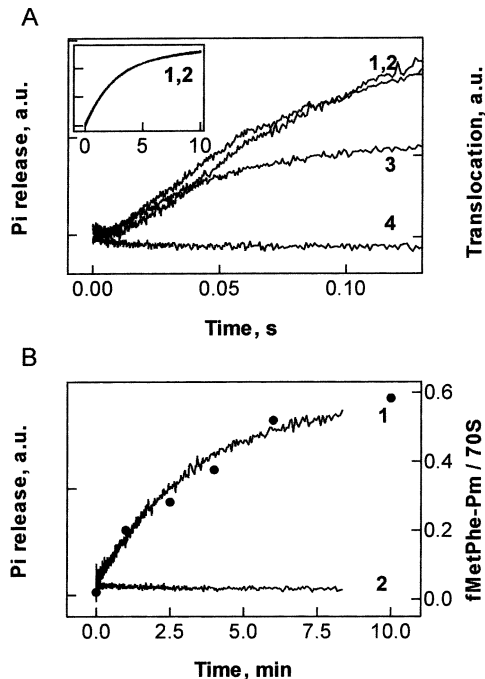 A
Pi release, a.u.
Translocation, a.u.
1,2
0
5
10
1,2
3
4
0.00
0.05
0.10
Time, s
B
Pi release, a.u.
fMetPhe-Pm / 70S
1
2
0.6
0.4
0.2
0.0
0.0
2.5
5.0
7.5
10.0
Time, min